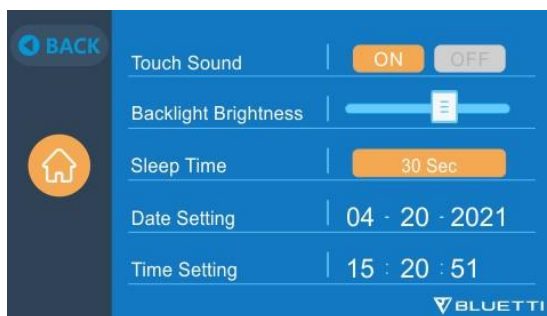 BACK
Touch Sound | ON OFF
Backlight Brightness |
Sleep Time | 30 Sec
Date Setting | 04 - 20 - 2021
Time Setting | 15 : 20 : 51
BLUETTI